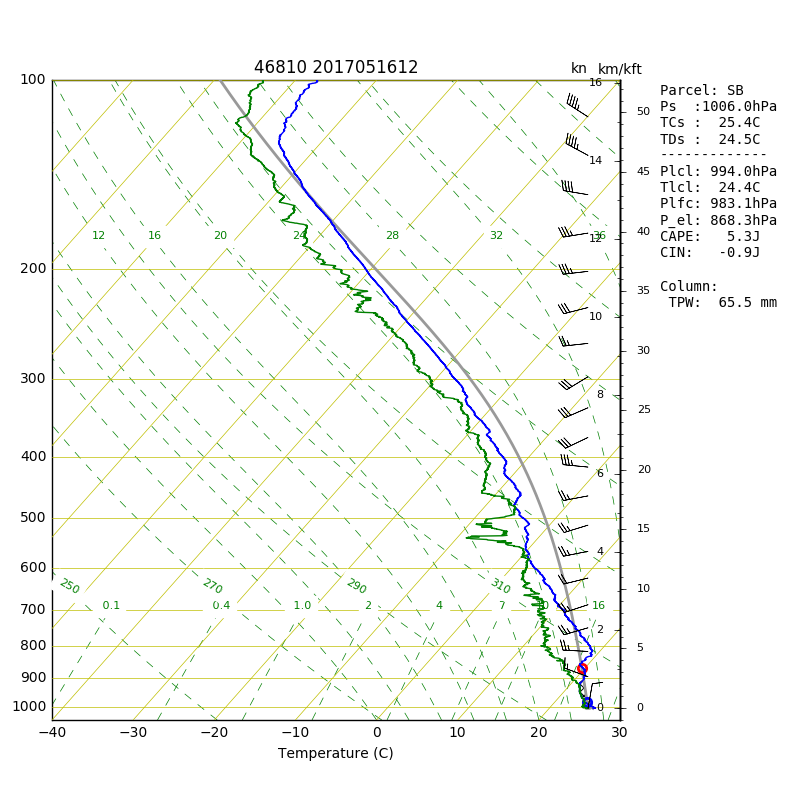 46810 2017051612
kn km/kft
100
200
300
400
500
600
700
800
900
1000
−40 −30 −20 −10 0 10 20 30
Temperature (C)
12 16 20 24 28 32 36
250 270 290 310
0.1 0.4 1.0 2 4 7 16
16
14
12
10
8
6
4
2
0
50
45
40
35
30
25
20
15
10
5
0
Parcel: SB
Ps :1006.0hPa
TCs : 25.4C
TDs : 24.5C
-------------
Plcl: 994.0hPa
Tlcl: 24.4C
Plfc: 983.1hPa
P_el: 868.3hPa
CAPE: 5.3J
CIN: -0.9J
Column:
TPW: 65.5 mm